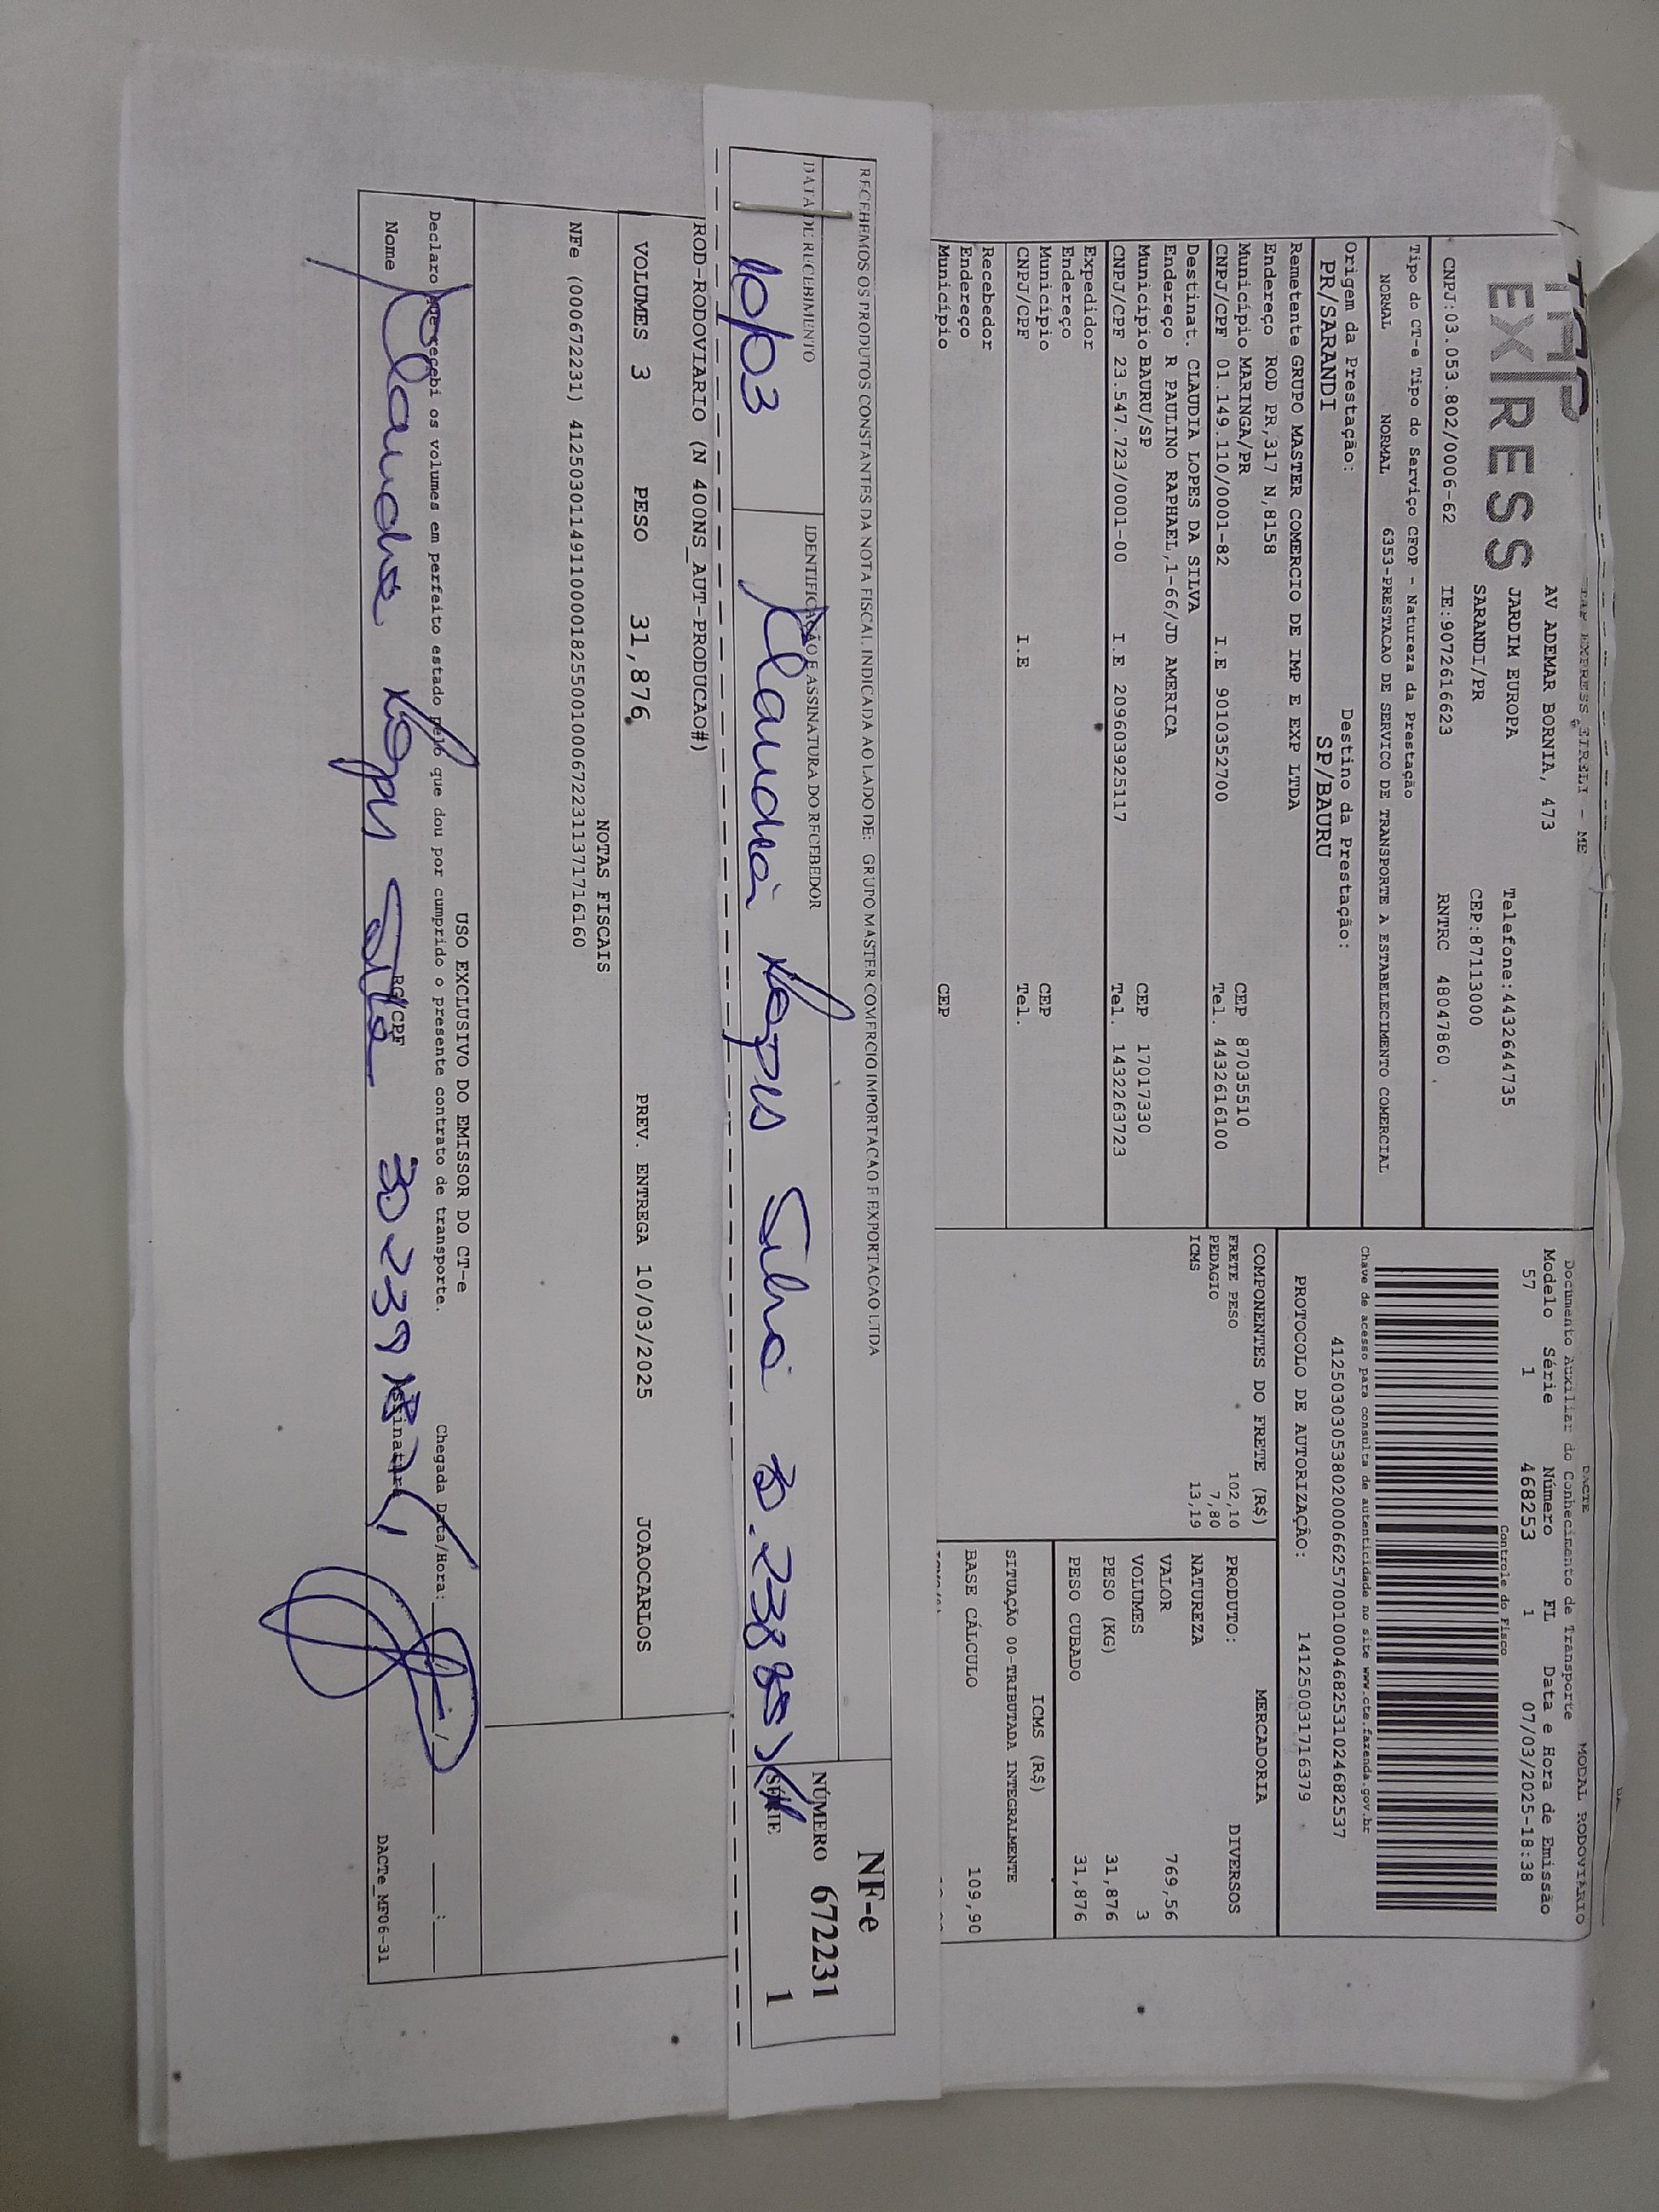 TAP EXPRESS EIRELI - ME
EXPRESS
AV ADEMAR BORNIA, 473
JARDIM EUROPA
Telefone:4432644735
SARANDI/PR
CEP:87113000
CNPJ:03.053.802/0006-62 IE:9072616623 RNTRC 48047860
Tipo do CT-e Tipo do Serviço CFOP - Natureza da Prestação
NORMAL NORMAL 6353-PRESTACAO DE SERVICO DE TRANSPORTE A ESTABELECIMENTO COMERCIAL
Origem da Prestação: Destino da Prestação:
PR/SARANDI SP/BAURU
Remetente GRUPO MASTER COMERCIO DE IMP E EXP LTDA
Endereço ROD PR,317 N,8158
Município MARINGA/PR CEP 87035510
CNPJ/CPF 01.149.110/0001-82 I.E 9010352700 Tel. 4432616100
Destinat. CLAUDIA LOPES DA SILVA
Endereço R PAULINO RAPHAEL,1-66/JD AMERICA
Município BAURU/SP CEP 17017330
CNPJ/CPF 23.547.723/0001-00 I.E 209603925117 Tel. 1432263723
Expedidor
Endereço
Município CEP
CNPJ/CPF I.E Tel.
Recebedor
Endereço
Município CEP
DACTE
MODAL RODOVIARIO
Documento Auxiliar do Conhecimento de Transporte
Modelo Série Número FL Data e Hora de Emissão
57 1 468253 1 07/03/2025-18:38
Controle do Fisco
Chave de acesso para consulta de autenticidade no site www.cte.fazenda.gov.br
41250303053802000662570010004682531024682537
PROTOCOLO DE AUTORIZAÇÃO: 141250031716379
COMPONENTES DO FRETE (R$)
FRETE PESO 102,10
PEDAGIO 7,80
ICMS 13,19
MERCADORIA
PRODUTO: DIVERSOS
NATUREZA
VALOR 769,56
VOLUMES 3
PESO (KG) 31,876
PESO CUBADO 31,876
ICMS (R$)
SITUAÇÃO 00-TRIBUTADA INTEGRALMENTE
BASE CÁLCULO 109,90
RECEBEMOS OS PRODUTOS CONSTANTES DA NOTA FISCAL INDICADA AO LADO DE: GRUPO MASTER COMERCIO IMPORTACAO E EXPORTACAO LTDA
NF-e
DATA DE RECEBIMENTO IDENTIFICAÇÃO E ASSINATURA DO RECEBEDOR
NÚMERO 672231
SÉRIE 1
10/03 Claudia Lopes Silva
ROD-RODOVIARIO (N 400NS_AUT-PRODUCAO#)
VOLUMES 3 PESO 31,876 PREV. ENTREGA 10/03/2025 JOAOCARLOS
NOTAS FISCAIS
NFe (000672231) 41250301149110000182550010006722311371716160
USO EXCLUSIVO DO EMISSOR DO CT-e
Declaro que recebi os volumes em perfeito estado pelo que dou por cumprido o presente contrato de transporte. Chegada Data/Hora:
Nome Claudia Lopes Silva RG/CPF Assinatura
DACTe_MF06-31